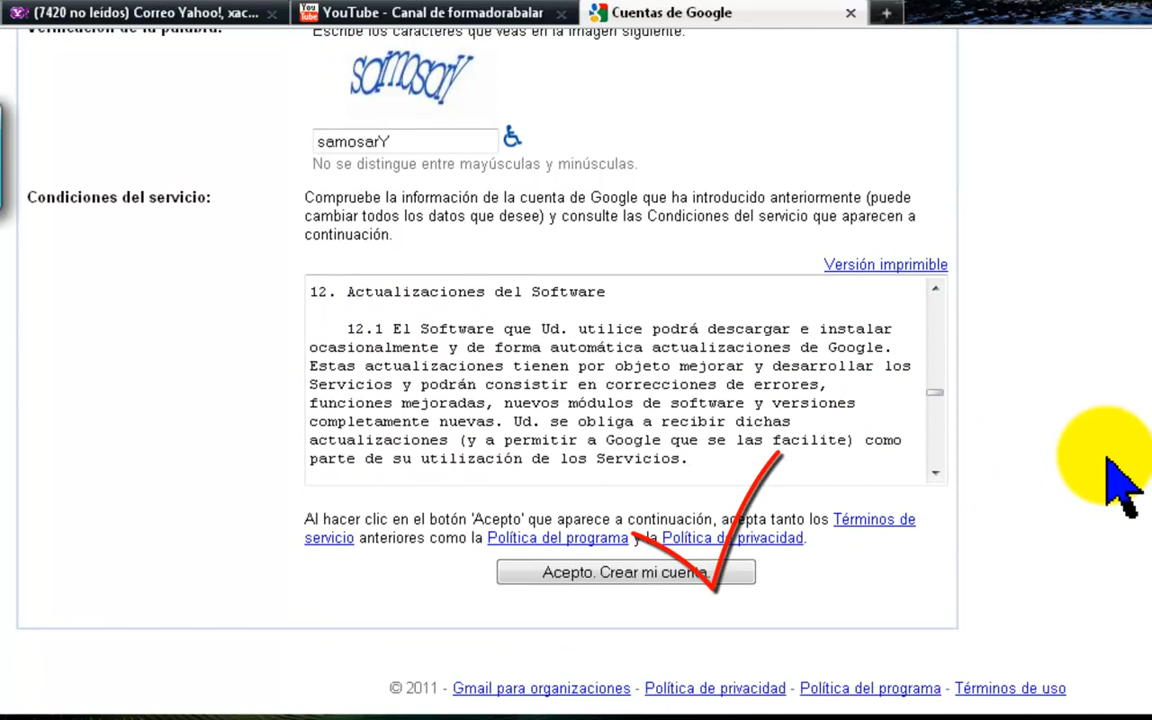 (7420 no leídos) Correo Yahoo!, xac... YouTube - Canal de formadorabalar Cuentas de Google
Verificación de la palabra: Escribe los caracteres que veas en la imagen siguiente.
samosarY
samosarY
No se distingue entre mayúsculas y minúsculas.
Condiciones del servicio: Compruebe la información de la cuenta de Google que ha introducido anteriormente (puede
cambiar todos los datos que desee) y consulte las Condiciones del servicio que aparecen a
continuación.
Versión imprimible
12. Actualizaciones del Software
12.1 El Software que Ud. utilice podrá descargar e instalar
ocasionalmente y de forma automática actualizaciones de Google.
Estas actualizaciones tienen por objeto mejorar y desarrollar los
Servicios y podrán consistir en correcciones de errores,
funciones mejoradas, nuevos módulos de software y versiones
completamente nuevas. Ud. se obliga a recibir dichas
actualizaciones (y a permitir a Google que se las facilite) como
parte de su utilización de los Servicios.
Al hacer clic en el botón 'Acepto' que aparece a continuación, acepta tanto los Términos de
servicio anteriores como la Política del programa y la Política de privacidad.
Acepto. Crear mi cuenta.
© 2011 - Gmail para organizaciones - Política de privacidad - Política del programa - Términos de uso